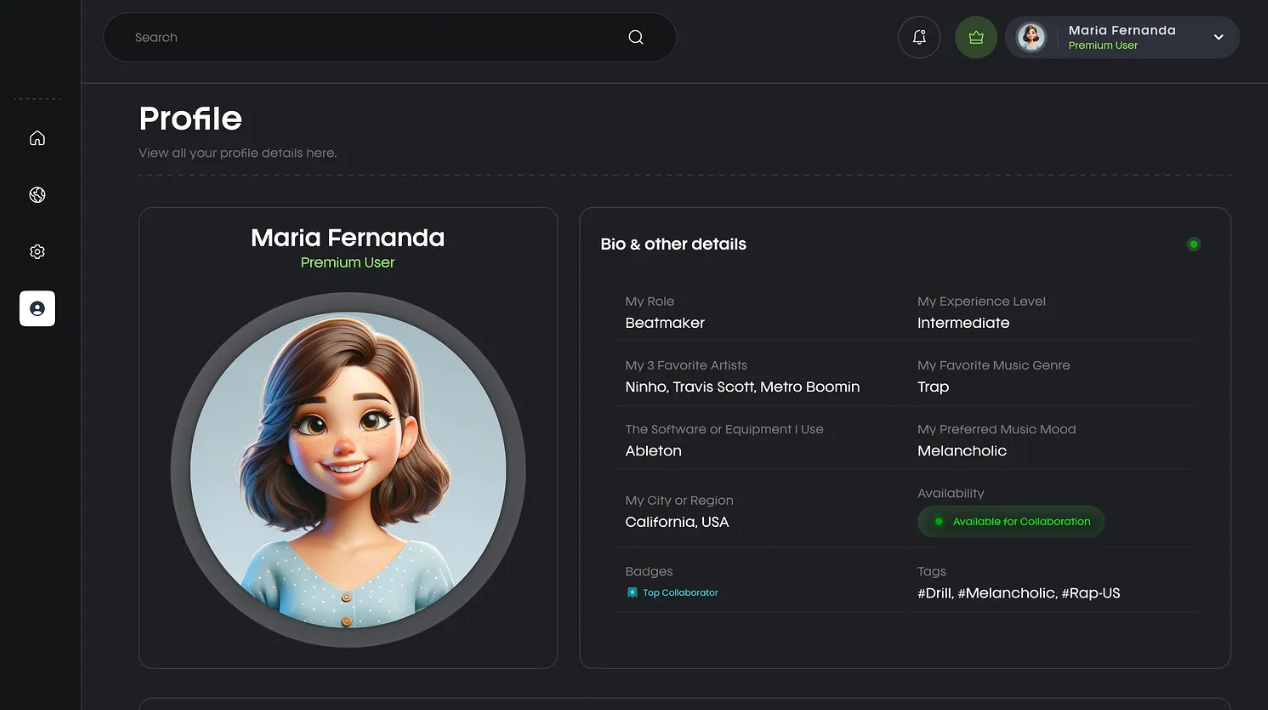 Search
Maria Fernanda
Premium User
Profile
View all your profile details here.
Maria Fernanda
Premium User
Bio & other details
My Role
Beatmaker
My Experience Level
Intermediate
My 3 Favorite Artists
Ninho, Travis Scott, Metro Boomin
My Favorite Music Genre
Trap
The Software or Equipment I Use
Ableton
My Preferred Music Mood
Melancholic
My City or Region
California, USA
Availability
Available for Collaboration
Badges
Top Collaborator
Tags
#Drill, #Melancholic, #Rap-US